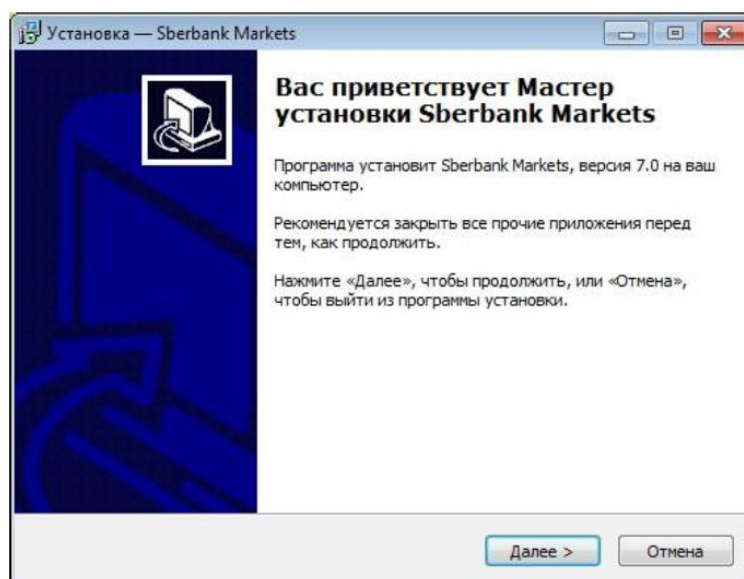 Установка — Sberbank Markets
Вас приветствует Мастер
установки Sberbank Markets
Программа установит Sberbank Markets, версия 7.0 на ваш
компьютер.
Рекомендуется закрыть все прочие приложения перед
тем, как продолжить.
Нажмите «Далее», чтобы продолжить, или «Отмена»,
чтобы выйти из программы установки.
Далее >
Отмена